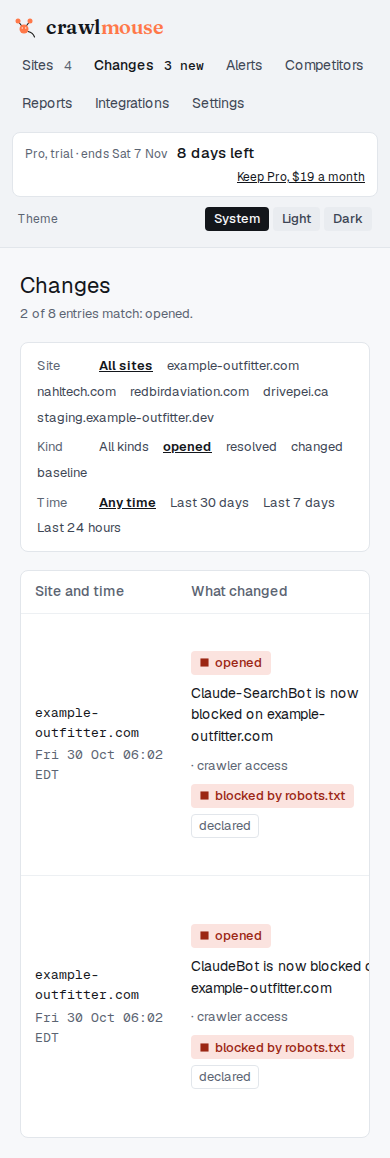 crawlmouse
Sites 4 Changes 3 new Alerts Competitors
Reports Integrations Settings
Pro, trial · ends Sat 7 Nov 8 days left
Keep Pro, $19 a month
Theme System Light Dark
Changes
2 of 8 entries match: opened.
Site All sites example-outfitter.com
nahltech.com redbirdaviation.com drivepei.ca
staging.example-outfitter.dev
Kind All kinds opened resolved changed
baseline
Time Any time Last 30 days Last 7 days
Last 24 hours
Site and time What changed
example-
outfitter.com
Fri 30 Oct 06:02
EDT
opened
Claude-SearchBot is now
blocked on example-
outfitter.com
· crawler access
blocked by robots.txt
declared
example-
outfitter.com
Fri 30 Oct 06:02
EDT
opened
ClaudeBot is now blocked
example-outfitter.com
· crawler access
blocked by robots.txt
declared